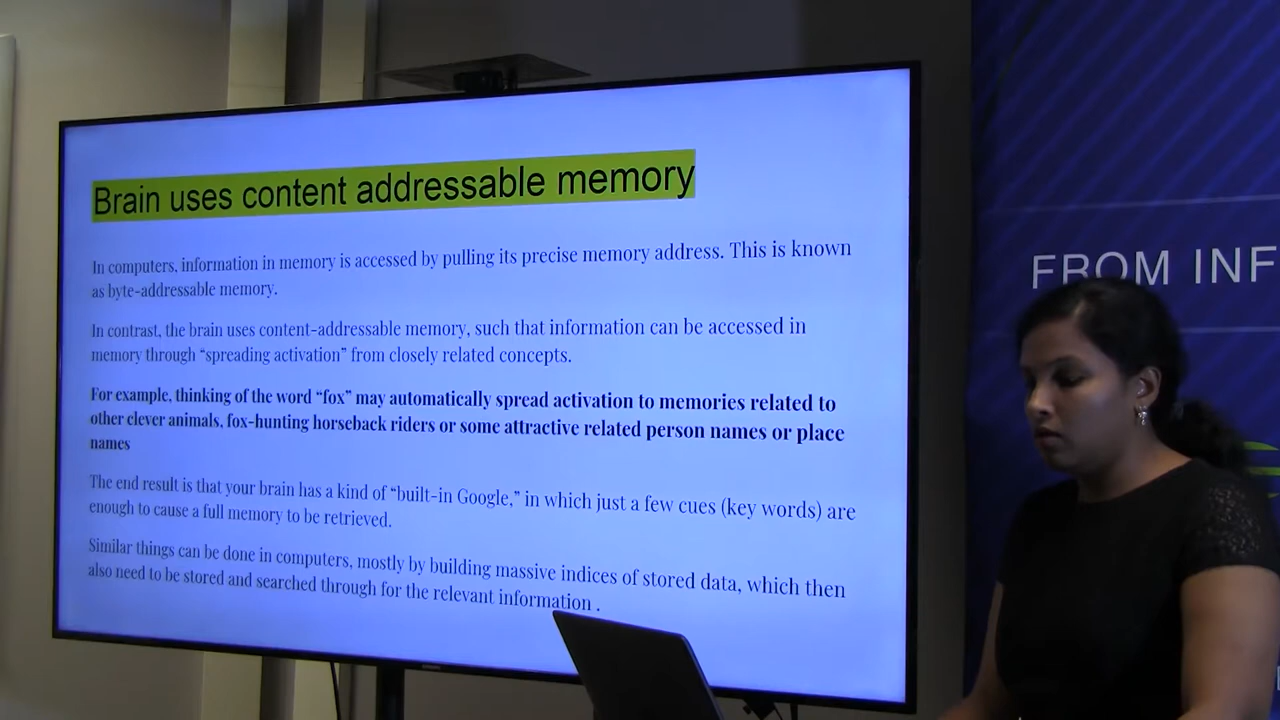 Brain uses content addressable memory
In computers, information in memory is accessed by pulling its precise memory address. This is known
as byte-addressable memory.
In contrast, the brain uses content-addressable memory, such that information can be accessed in
memory through “spreading activation” from closely related concepts.
For example, thinking of the word “fox” may automatically spread activation to memories related to
other clever animals, fox-hunting horseback riders or some attractive related person names or place
names
The end result is that your brain has a kind of “built-in Google,” in which just a few cues (key words) are
enough to cause a full memory to be retrieved.
Similar things can be done in computers, mostly by building massive indices of stored data, which then
also need to be stored and searched through for the relevant information .
FROM INF